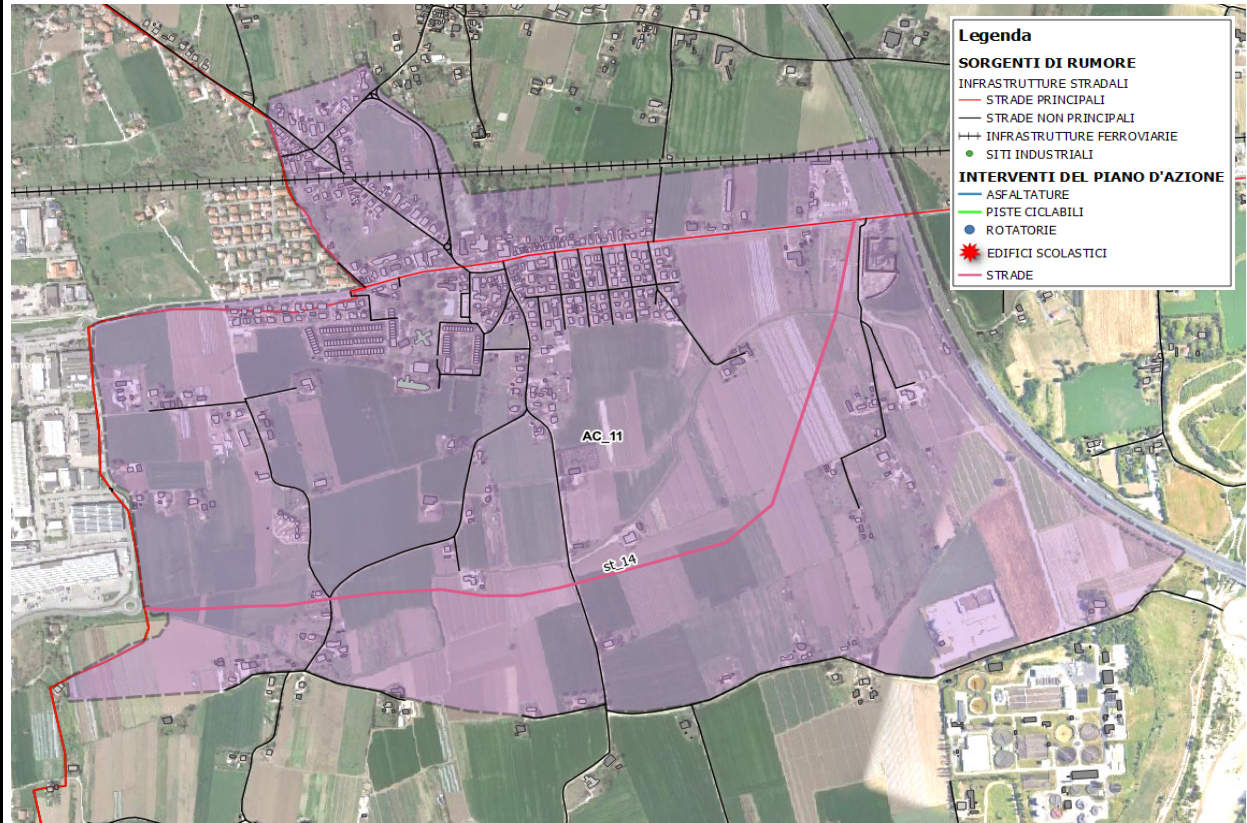 Legenda
SORGENTI DI RUMORE
INFRASTRUTTURE STRADALI
STRADE PRINCIPALI
STRADE NON PRINCIPALI
INFRASTRUTTURE FERROVIARIE
SITI INDUSTRIALI
INTERVENTI DEL PIANO D'AZIONE
ASFALTATURE
PISTE CICLABILI
ROTATORIE
EDIFICI SCOLASTICI
STRADE
AC_11
st_14